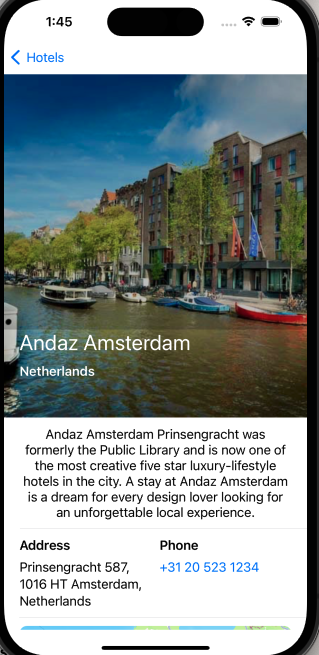 1:45
Hotels
Andaz Amsterdam
Netherlands
Andaz Amsterdam Prinsengracht was
formerly the Public Library and is now one of
the most creative five star luxury-lifestyle
hotels in the city. A stay at Andaz Amsterdam
is a dream for every design lover looking for
an unforgettable local experience.
Address
Prinsengracht 587,
1016 HT Amsterdam,
Netherlands
Phone
+31 20 523 1234